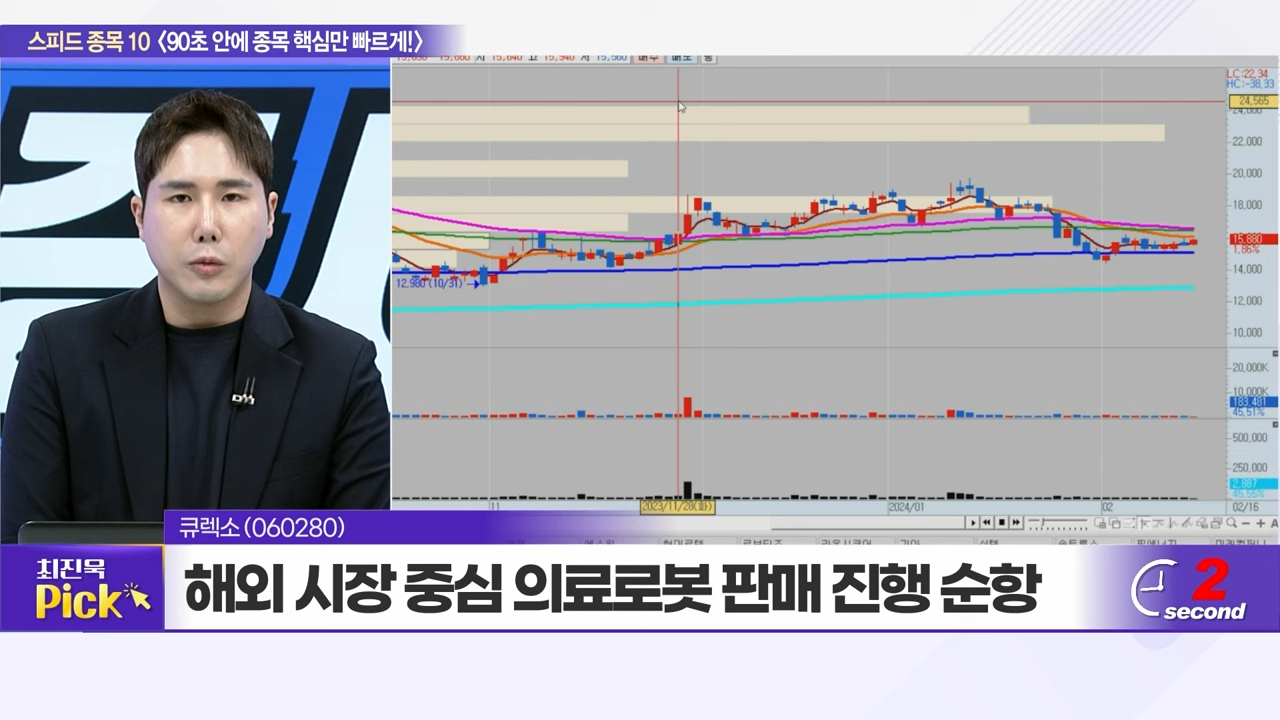 스피드 종목 10 〈90초 안에 종목 핵심만 빠르게!〉
LC:22,34
HC:-38,33
24,565
24,000
22,000
20,000
18,000
16,000
15,880
1,86%
14,000
12,980 (10/31)
12,000
10,000
20,000K
10,000K
183,481
45,51%
500,000
250,000
2,887
11
2023/11/28(화)
2024/01
02
02/16
큐렉소 (060280)
최진욱
Pick
해외 시장 중심 의료로봇 판매 진행 순항
2
second